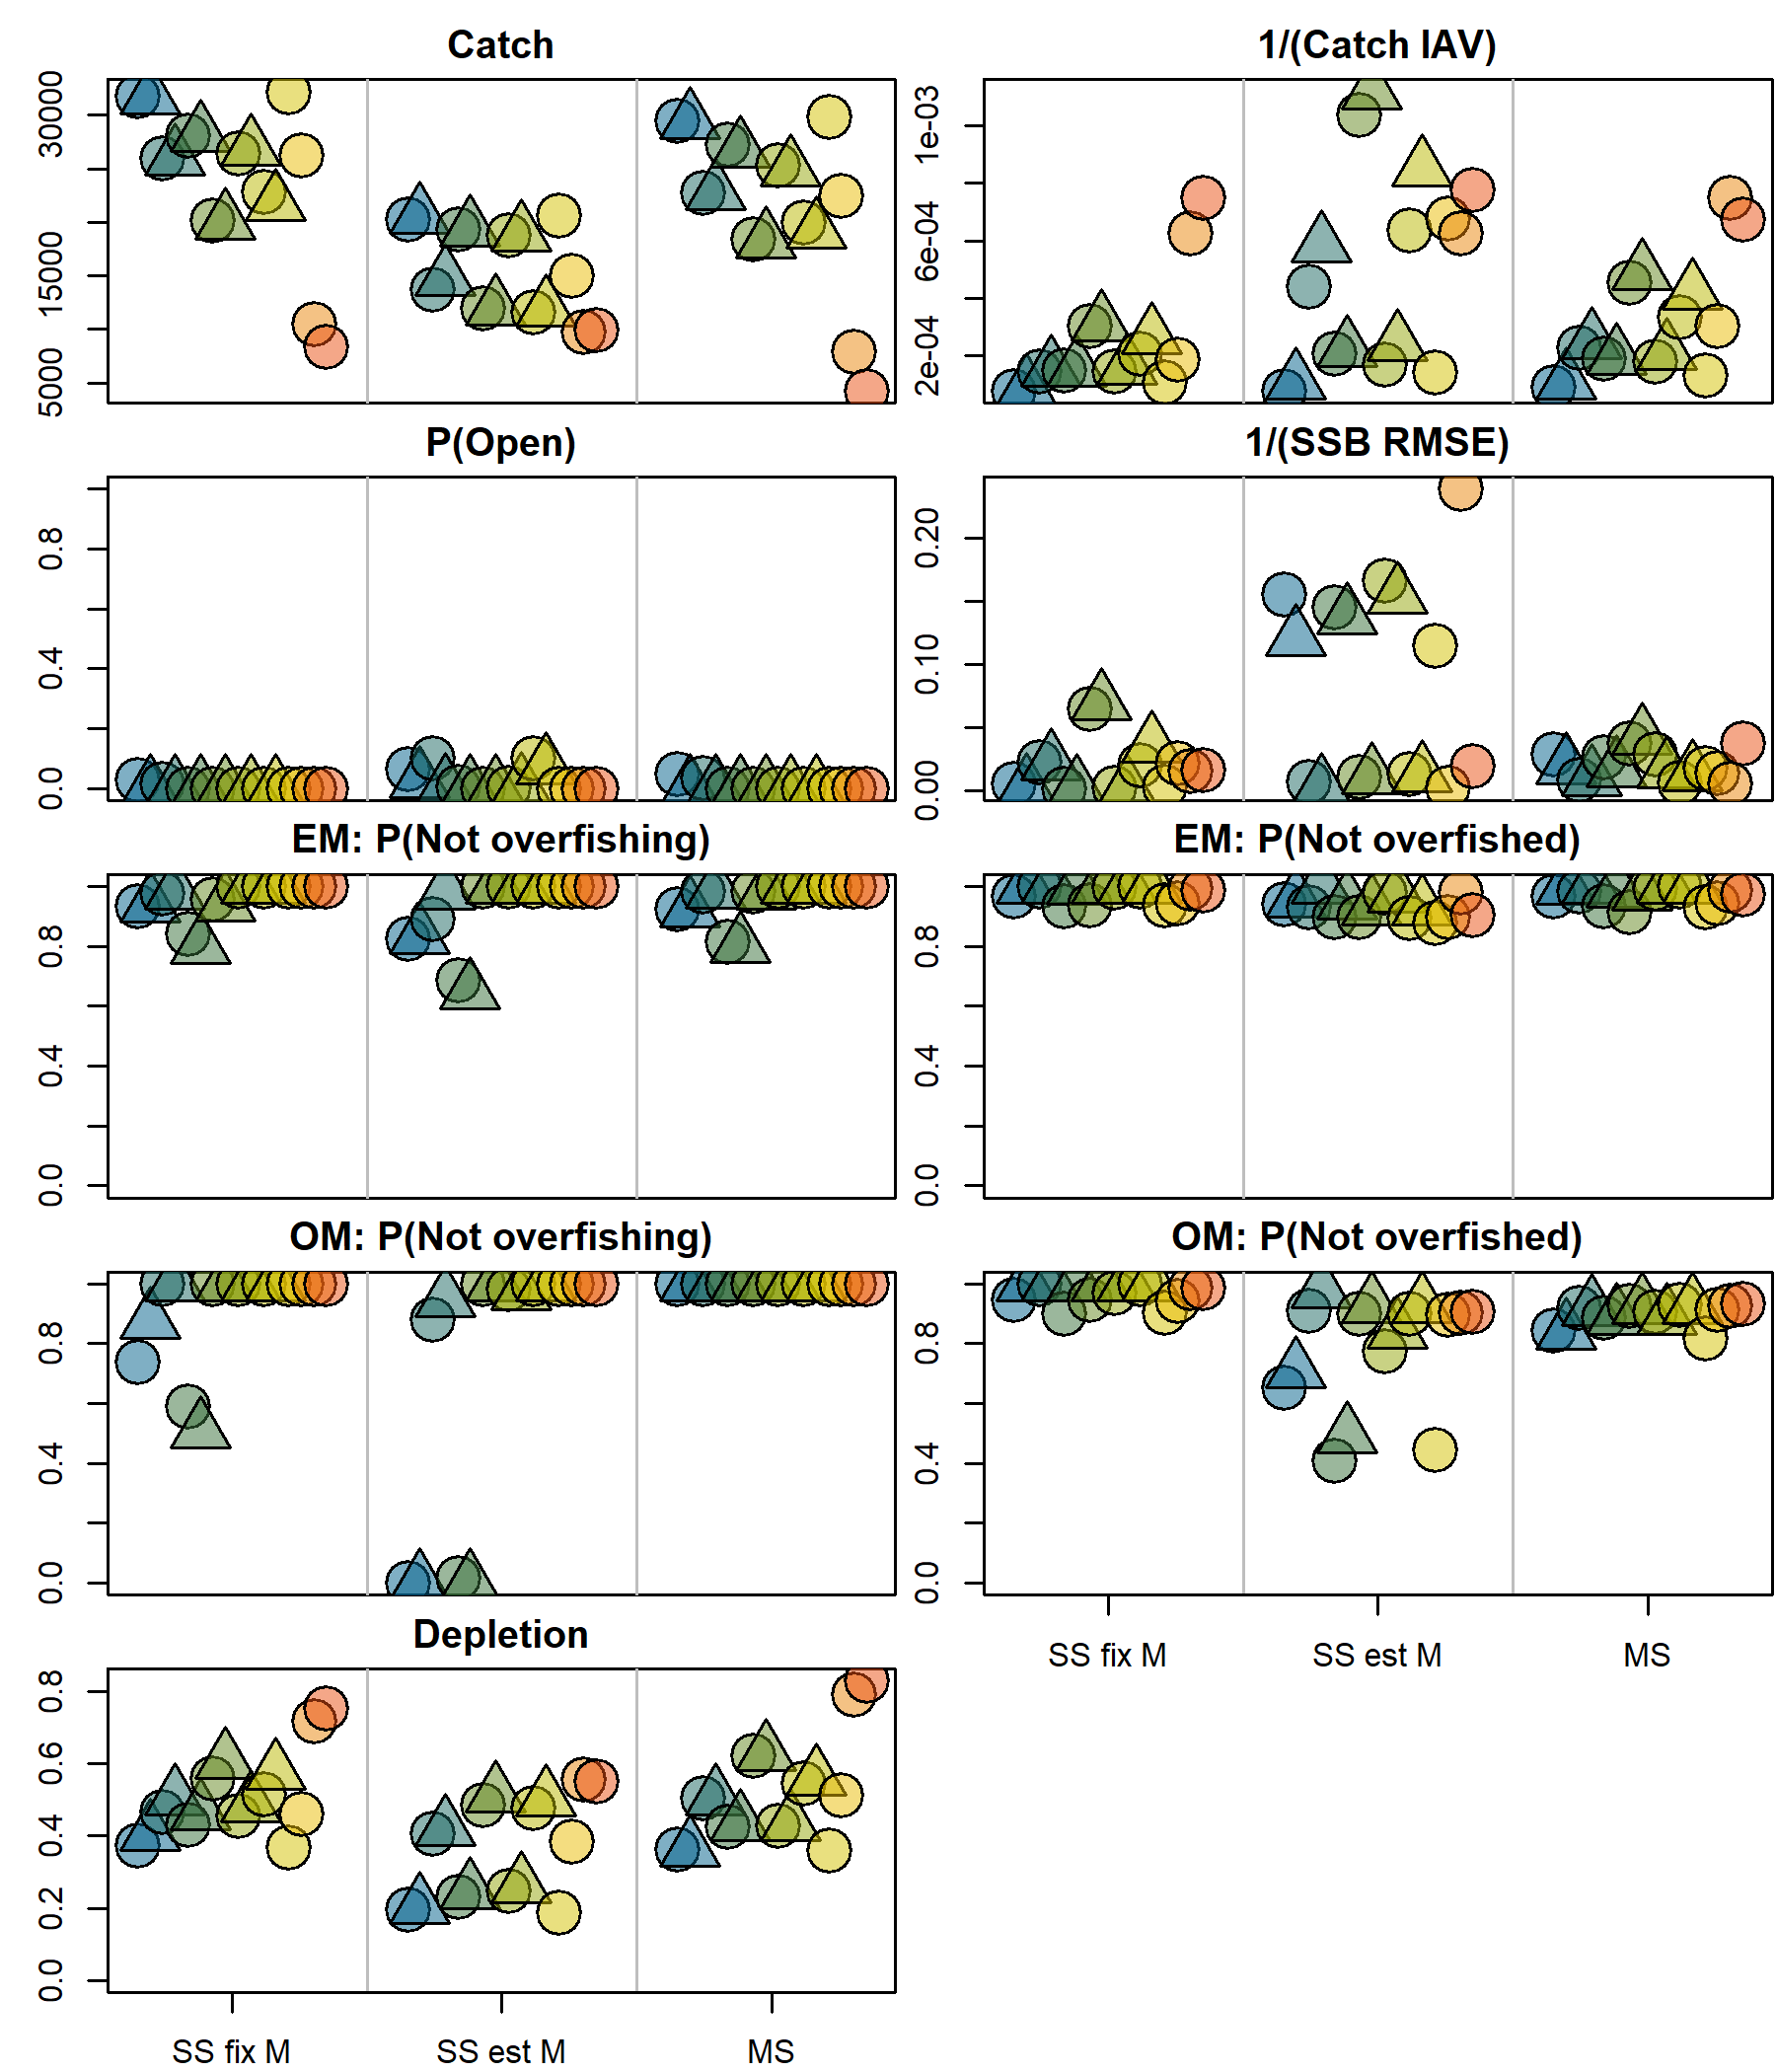 Catch
1/(Catch IAV)
30000
15000
5000
1e-03
6e-04
2e-04
P(Open)
1/(SSB RMSE)
0.8
0.4
0.0
0.20
0.10
0.00
EM: P(Not overfishing)
EM: P(Not overfished)
0.8
0.4
0.0
0.8
0.4
0.0
OM: P(Not overfishing)
OM: P(Not overfished)
0.8
0.4
0.0
0.8
0.4
0.0
SS fix M SS est M MS
Depletion
0.8
0.6
0.4
0.2
0.0
SS fix M SS est M MS